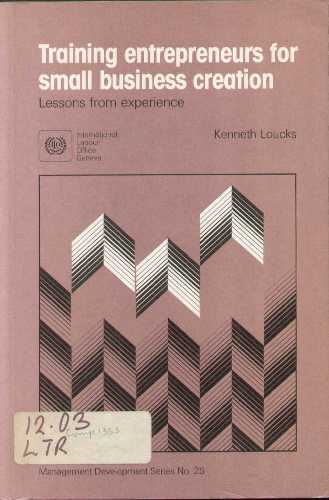 Training entrepreneurs for
small business creation
Lessons from experience
International
Labour
Office
Geneva
Kenneth Loucks
12.03
LTR
Management Development Series No. 25